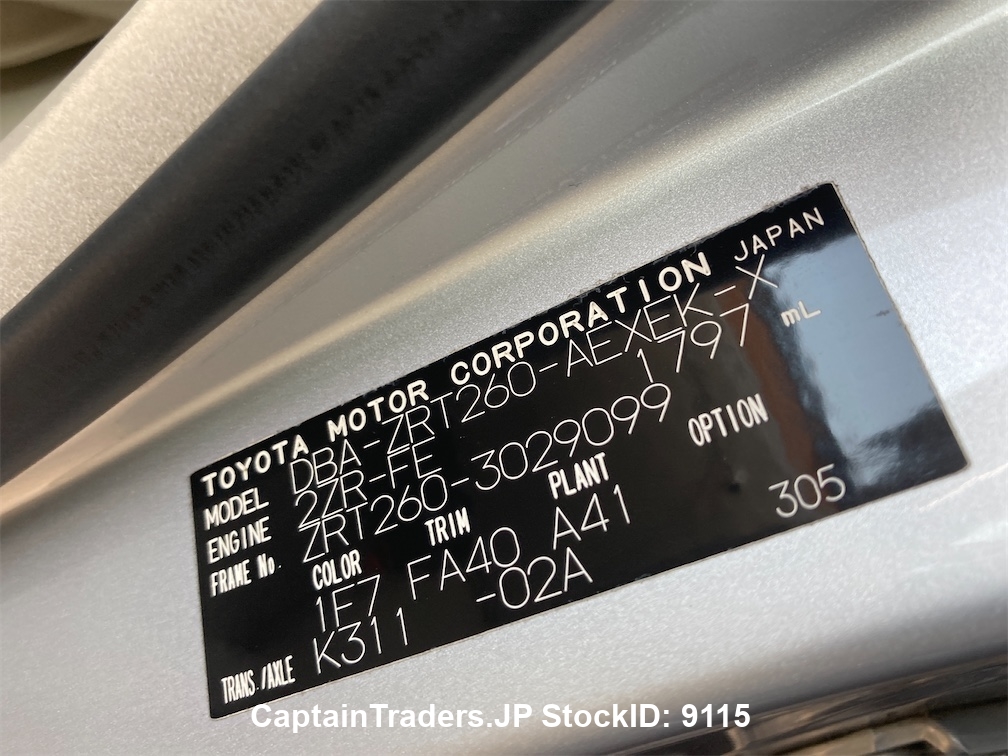 TOYOTA MOTOR CORPORATION JAPAN
MODEL DBA-ZRT260-AEXEK-X
ENGINE 2ZR-FE 1797 mL
FRAME No. ZRT260-3029099
COLOR TRIM PLANT OPTION
1F7 FA40 A41 305
TRANS./AXLE K311 -02A
CaptainTraders.JP StockID: 9115